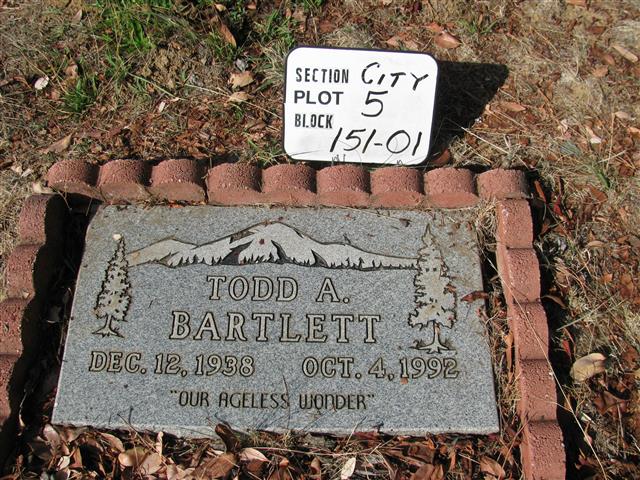 SECTION CITY
PLOT 5
BLOCK 151-01
TODD A.
BARTLETT
DEC. 12, 1938 OCT. 4, 1992
"OUR AGELESS WONDER"